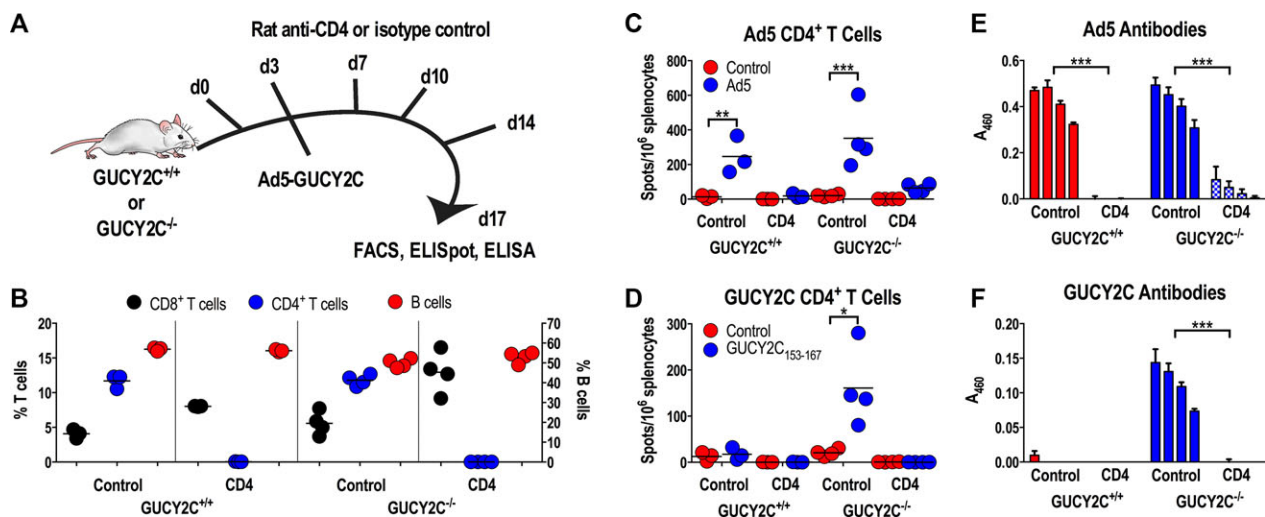 A
Rat anti-CD4 or isotype control
d0
d3
d7
d10
d14
d17
GUCY2C+/+
or
GUCY2C-/-
Ad5-GUCY2C
FACS, ELISpot, ELISA
B
CD8+ T cells
CD4+ T cells
B cells
% T cells
20
15
10
5
0
% B cells
70
60
50
40
30
20
10
0
Control
CD4
Control
CD4
GUCY2C+/+
GUCY2C-/-
C
Ad5 CD4+ T Cells
Control
Ad5
Spots/10^6 splenocytes
800
600
400
200
0
**
***
Control
CD4
Control
CD4
GUCY2C+/+
GUCY2C-/-
D
GUCY2C CD4+ T Cells
Control
GUCY2C153-167
Spots/10^6 splenocytes
300
200
100
0
*
Control
CD4
Control
CD4
GUCY2C+/+
GUCY2C-/-
E
Ad5 Antibodies
A460
0.6
0.4
0.2
0.0
***
***
Control
CD4
Control
CD4
GUCY2C+/+
GUCY2C-/-
F
GUCY2C Antibodies
A460
0.20
0.15
0.10
0.05
0.00
***
Control
CD4
Control
CD4
GUCY2C+/+
GUCY2C-/-